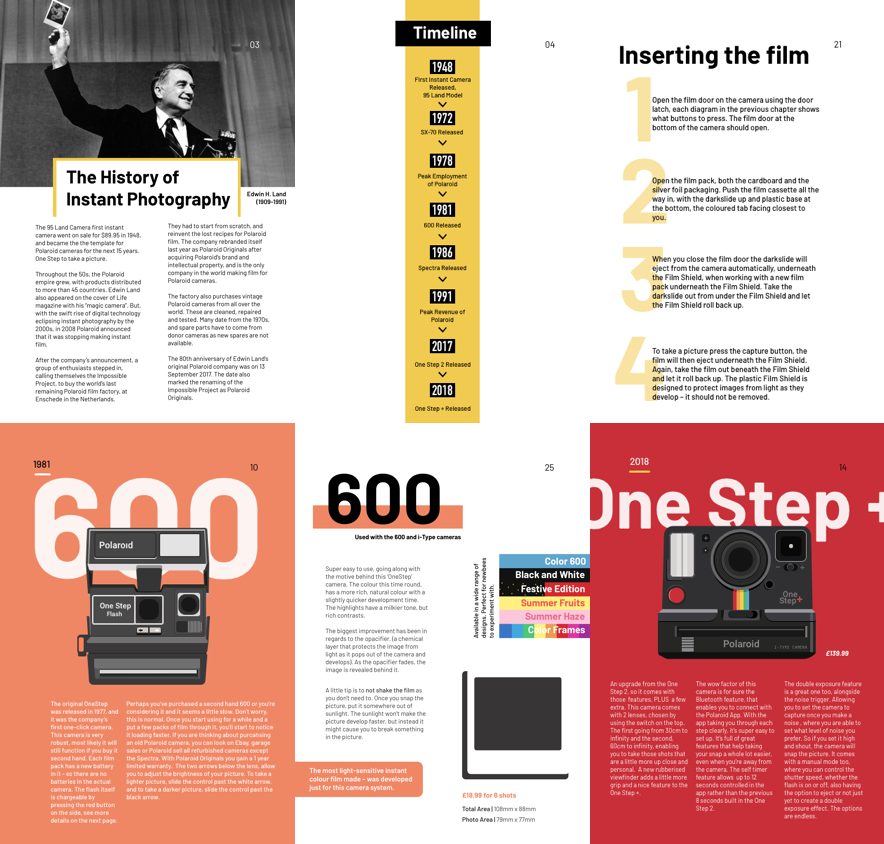 03
The History of
Instant Photography
Edwin H. Land
(1909-1991)
The 95 Land Camera first instant
camera went on sale for $89.95 in 1948,
and became the the template for
Polaroid cameras for the next 15 years.
One Step to take a picture.
Throughout the 50s, the Polaroid
empire grew, with products distributed
to more than 45 countries. Edwin Land
also appeared on the cover of Life
magazine with his "magic camera". But,
with the swift rise of digital technology
eclipsing instant photography by the
2000s, in 2008 Polaroid announced
that it was stopping making instant
film.
After the company's announcement, a
group of enthusiasts stepped in,
calling themselves the Impossible
Project, to buy the world's last
remaining Polaroid film factory, at
Enschede in the Netherlands.
They had to start from scratch, and
reinvent the lost recipes for Polaroid
film. The company rebranded itself
last year as Polaroid Originals after
acquiring Polaroid's brand and
intellectual property, and is the only
company in the world making film for
Polaroid cameras.
The factory also purchases vintage
Polaroid cameras from all over the
world. These are cleaned, repaired
and tested. Many date from the 1970s,
and spare parts have to come from
donor cameras as new spares are not
available.
The 80th anniversary of Edwin Land's
original Polaroid company was on 13
September 2017. The date also
marked the renaming of the
Impossible Project as Polaroid
Originals.
Timeline
04
1948
First Instant Camera
Released,
95 Land Model
1972
SX-70 Released
1978
Peak Employment
of Polaroid
1981
600 Released
1986
Spectra Released
1991
Peak Revenue of
Polaroid
2017
One Step 2 Released
2018
One Step + Released
21
Inserting the film
1
Open the film door on the camera using the door
latch, each diagram in the previous chapter shows
what buttons to press. The film door at the
bottom of the camera should open.
2
Open the film pack, both the cardboard and the
silver foil packaging. Push the film cassette all the
way in, with the darkslide up and plastic base at
the bottom, the coloured tab facing closest to
you.
3
When you close the film door the darkslide will
eject from the camera automatically, underneath
the Film Shield, when working with a new film
pack underneath the Film Shield. Take the
darkslide out from under the Film Shield and let
the Film Shield roll back up.
4
To take a picture press the capture button, the
film will then eject underneath the Film Shield.
Again, take the film out beneath the Film Shield
and let it roll back up. The plastic Film Shield is
designed to protect images from light as they
develop – it should not be removed.
1981
10
600
Polaroid
One Step
Flash
The original OneStep
was released in 1977, and
it was the company's
first one-click camera.
This camera is very
robust, most likely it will
still function if you buy it
second hand. Each film
pack has a new battery
in it – so there are no
batteries in the actual
camera. The flash itself
is chargeable by
pressing the red button
on the side, see more
details on the next page.
Perhaps you've purchased a second hand 600 or you're
considering it and it seems a little slow. Don't worry,
this is normal. Once you start using for a while and a
put a few packs of film through it, you'll start to notice
it loading faster. If you are thinking about purcahsing
an old Polaroid camera, you can look on Ebay, garage
sales or Polaroid sell all refurbished cameras except
the Spectra. With Polaroid Originals you gain a 1 year
limited warranty. The two arrows below the lens, allow
you to adjust the brightness of your picture. To take a
lighter picture, slide the control past the white arrow
and to take a darker picture, slide the control past the
black arrow.
25
600
Used with the 600 and i-Type cameras
Super easy to use, going along with
the motive behind this 'OneStep'
camera. The colour this time round,
has a more rich, natural colour with a
slightly quicker development time.
The highlights have a milkier tone, but
rich contrasts.
The biggest improvement has been in
regards to the opacifier. (a chemical
layer that protects the image from
light as it pops out of the camera and
develops). As the opacifier fades, the
image is revealed behind it.
A little tip is to not shake the film as
you don't need to. Once you snap the
picture, put it somewhere out of
sunlight. The sunlight won't make the
picture develop faster, but instead it
might cause you to break something
in the picture.
The most light-sensitive instant
colour film made – was developed
just for this camera system.
Available in a wide range of
designs. Perfect for newbees
to experiment with.
Color 600
Black and White
Festive Edition
Summer Fruits
Summer Haze
Color Frames
£18.99 for 8 shots
Total Area | 108mm x 88mm
Photo Area | 79mm x 77mm
2018
14
One Step +
One
Step+
Polaroid
I-TYPE CAMERA
£139.99
An upgrade from the One
Step 2, so it comes with
those features, PLUS a few
extra. This camera comes
with 2 lenses, chosen by
using the switch on the top.
The first going from 30cm to
infinity and the second,
60cm to infinity, enabling
you to take those shots that
are a little more up close and
personal. A new rubberised
viewfinder adds a little more
grip and a nice feature to the
One Step +.
The wow factor of this
camera is for sure the
Bluetooth feature, that
enables you to connect with
the Polaroid App. With the
app taking you through each
step clearly, it's super easy to
set up. It's full of great
features that help taking
your snap a whole lot easier
even when you're away from
the camera. The self timer
feature allows up to 12
seconds controlled in the
app rather than the previous
8 seconds built in the One
Step 2.
The double exposure feature
is a great one too, alongside
the noise trigger. Allowing
you to set the camera to
capture once you make a
noise , where you are able to
set what level of noise you
prefer. So if you set it high
and shout, the camera will
snap the picture. It comes
with a manual mode too,
where you can control the
shutter speed, whether the
flash is on or off, also having
the option to eject or not just
yet to create a double
exposure effect. The options
are endless.